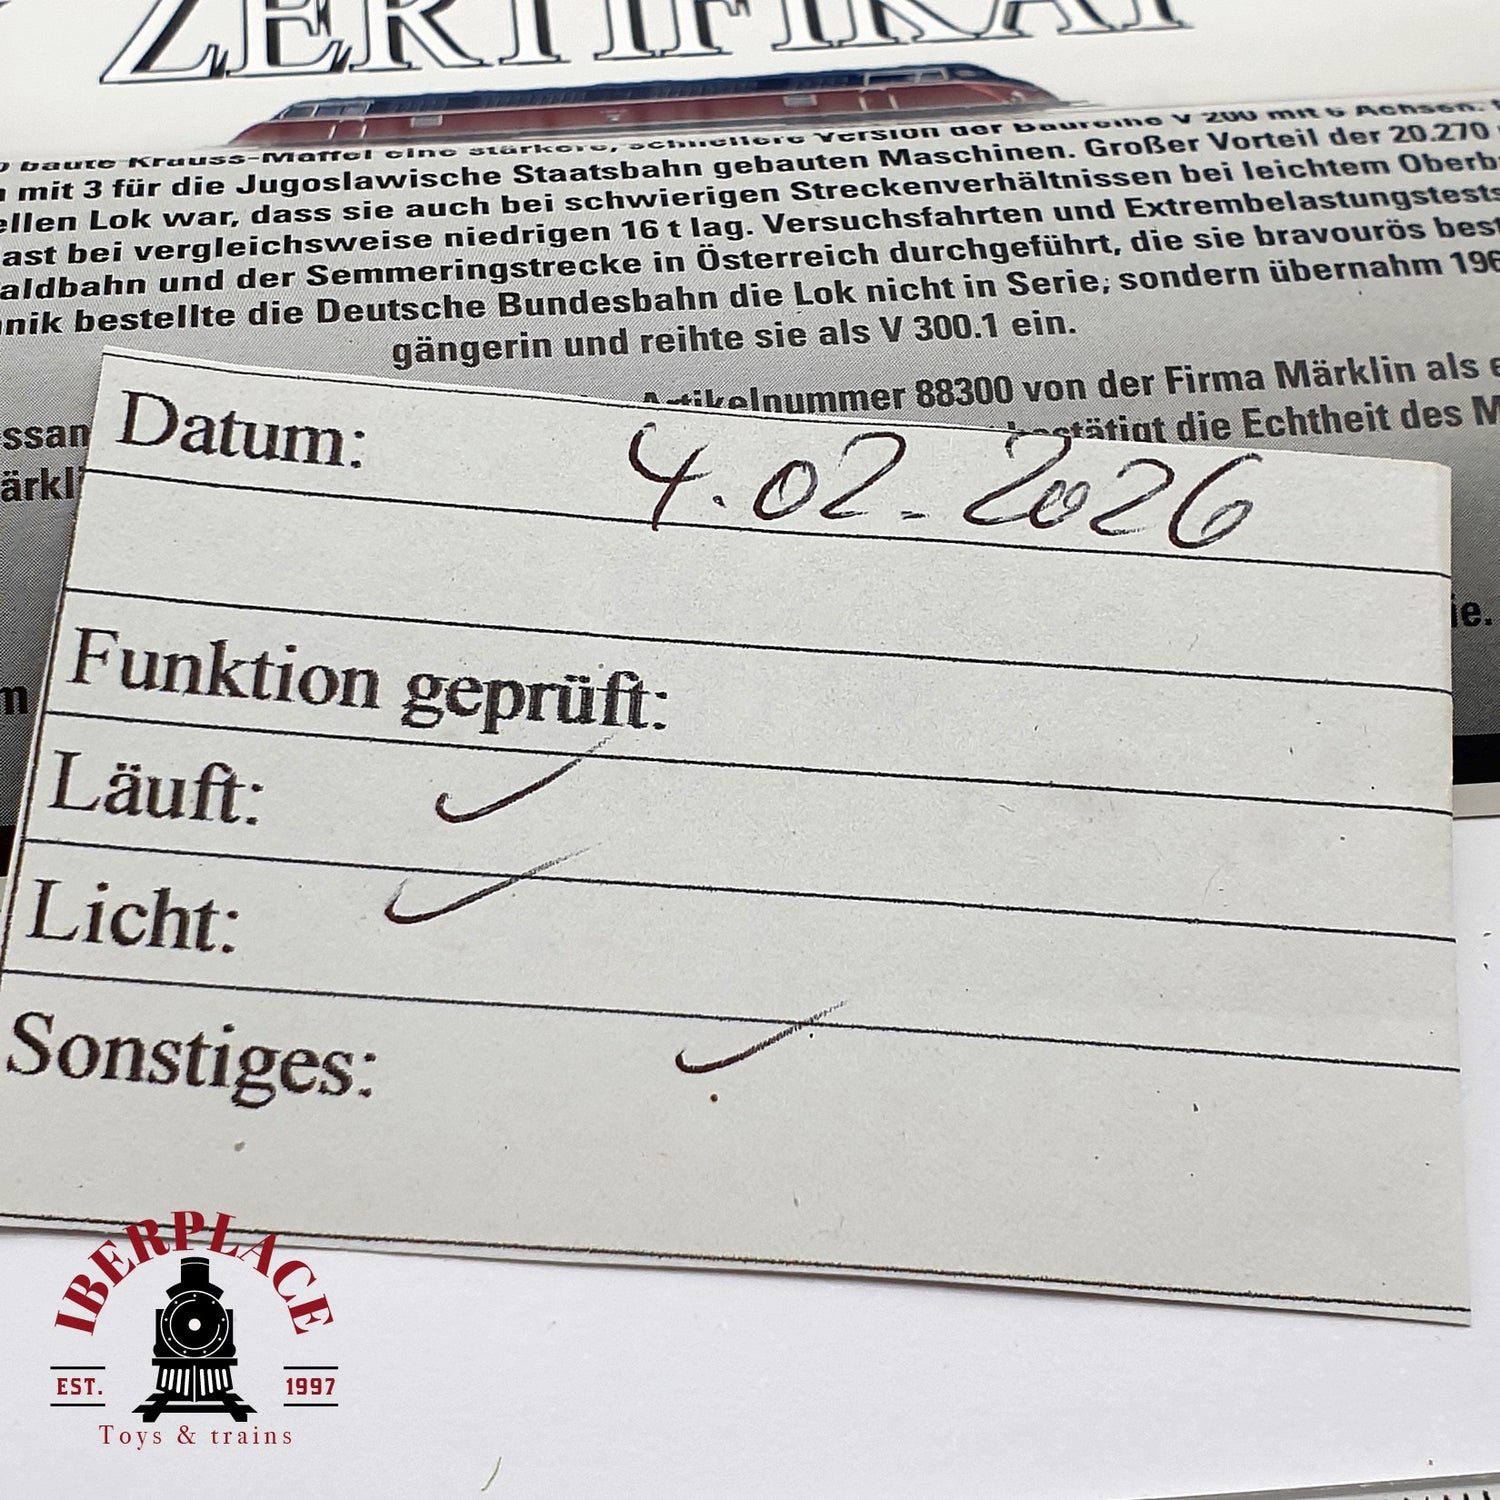 ZERTIFIKAT
baute Krauss-Maffei eine stärkere, schnellere Version der Baureihe V 200 mit 6 Achsen.
mit 3 für die Jugoslawische Staatsbahn gebauten Maschinen. Großer Vorteil der 20.270
ellen Lok war, dass sie auch bei schwierigen Streckenverhältnissen bei leichtem Oberb
ast bei vergleichsweise niedrigen 16 t lag. Versuchsfahrten und Extrembelastungstests
aldbahn und der Semmeringstrecke in Österreich durchgeführt, die sie bravourös best
nik bestellte die Deutsche Bundesbahn die Lok nicht in Serie, sondern übernahm 196
gängerin und reihte sie als V 300.1 ein.
Artikelnummer 88300 von der Firma Märklin als e
ssan bestätigt die Echtheit des M
ärkli
ie.
m
Datum: 4.02.2026
Funktion geprüft:
Läuft: ✓
Licht: ✓
Sonstiges: ✓
IBERPLACE
EST. 1997
Toys & trains